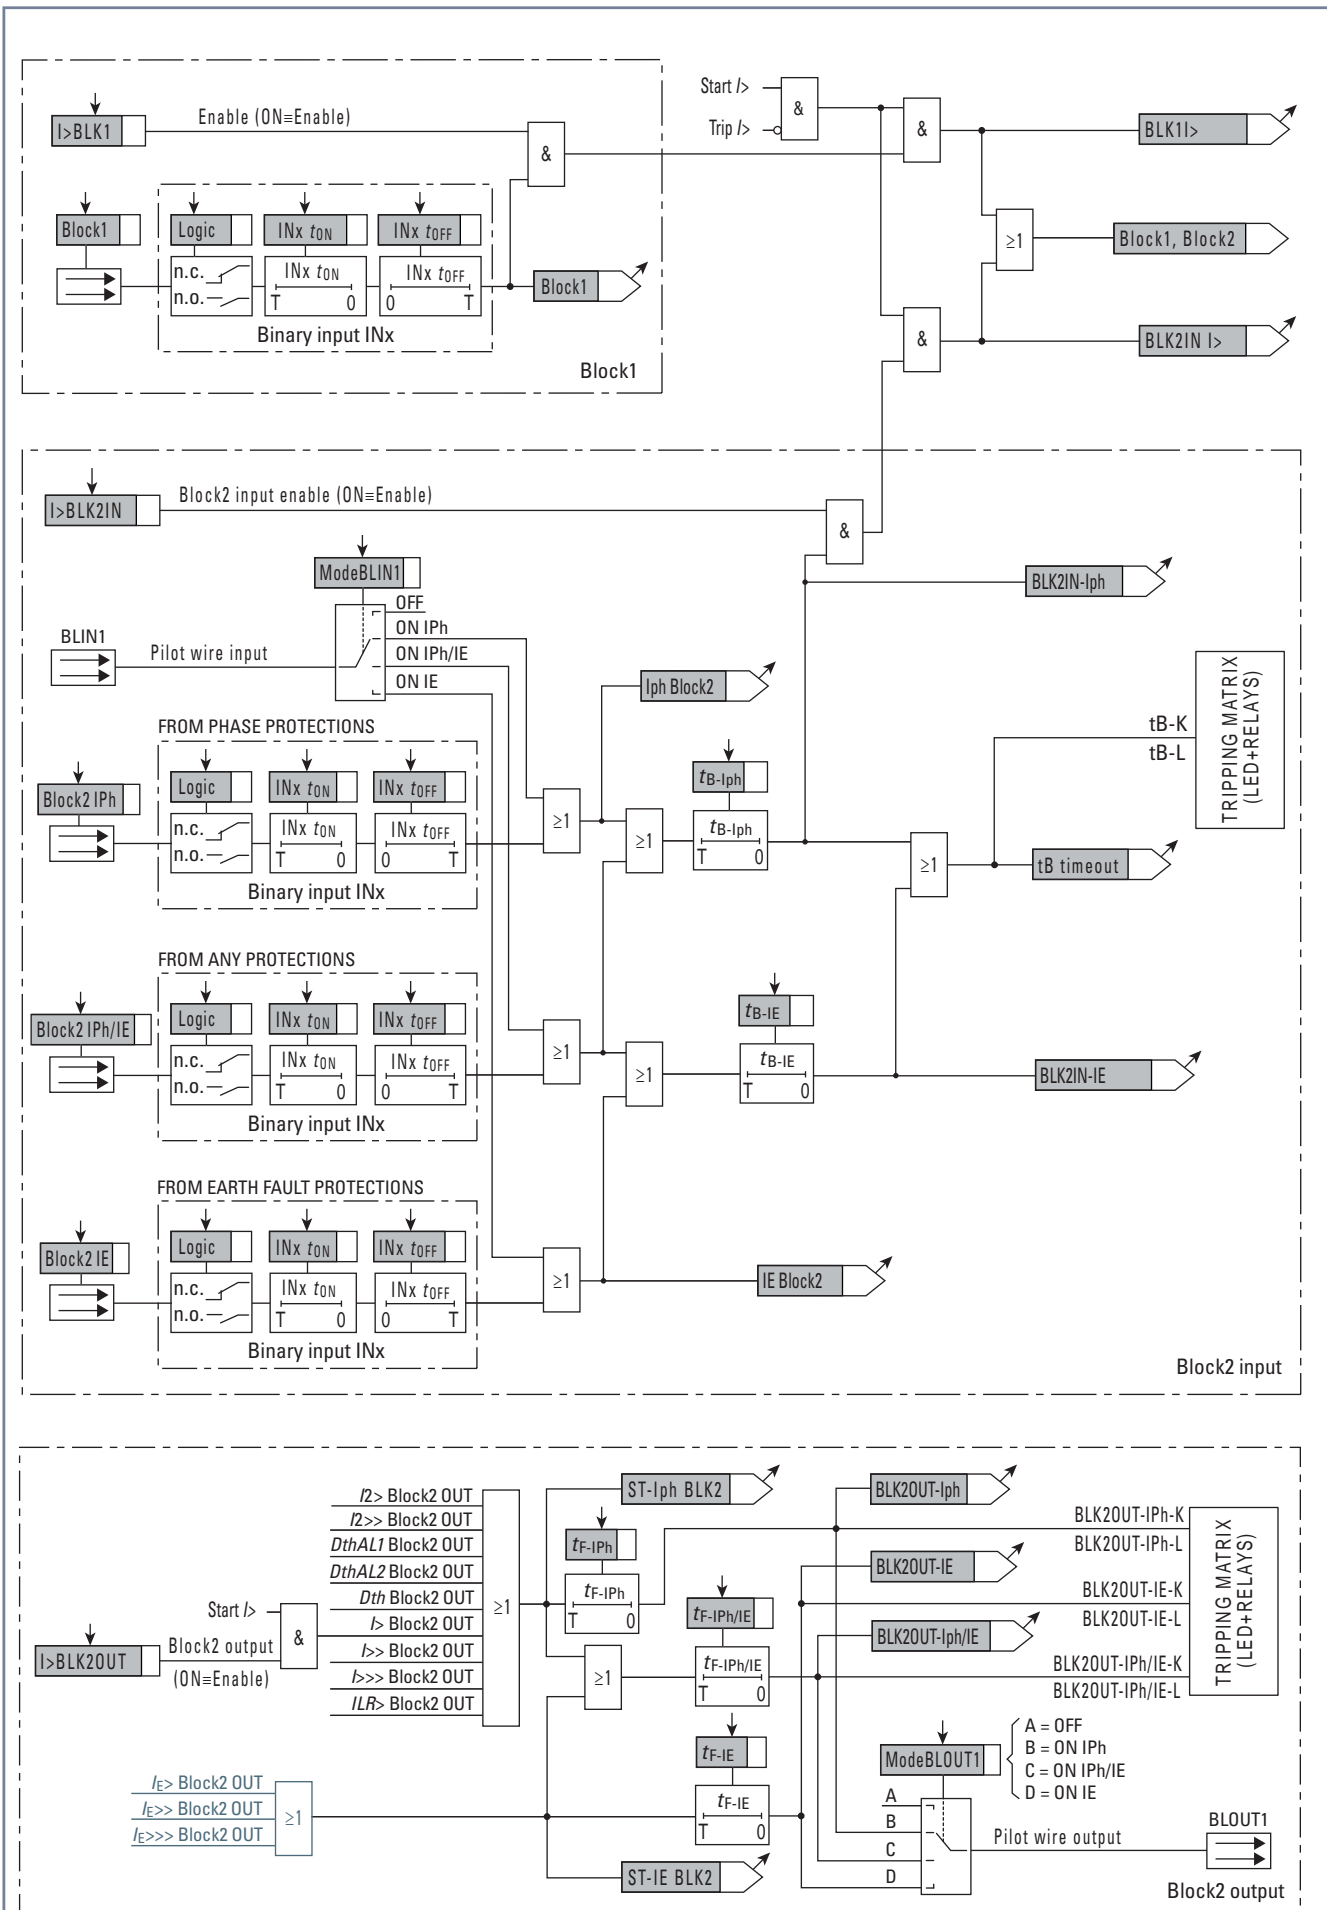 Start I>
Trip I>
&
&
I>BLK1
Enable (ON≡Enable)
&
BLK1I>
Block1
Logic
INx tON
INx tOFF
n.c.
n.o.
INx tON
T 0
INx tOFF
0 T
Binary input INx
Block1
≥1
Block1, Block2
&
BLK2IN I>
Block1
I>BLK2IN
Block2 input enable (ON≡Enable)
&
ModeBLIN1
OFF
ON IPh
ON IPh/IE
ON IE
BLIN1
Pilot wire input
BLK2IN-Iph
Iph Block2
TRIPPING MATRIX
(LED+RELAYS)
tB-K
tB-L
FROM PHASE PROTECTIONS
Block2 IPh
Logic
INx tON
INx tOFF
n.c.
n.o.
INx tON
T 0
INx tOFF
0 T
Binary input INx
≥1
≥1
tB-Iph
tB-Iph
T 0
≥1
tB timeout
FROM ANY PROTECTIONS
Block2 IPh/IE
Logic
INx tON
INx tOFF
n.c.
n.o.
INx tON
T 0
INx tOFF
0 T
Binary input INx
≥1
≥1
tB-IE
tB-IE
T 0
BLK2IN-IE
FROM EARTH FAULT PROTECTIONS
Block2 IE
Logic
INx tON
INx tOFF
n.c.
n.o.
INx tON
T 0
INx tOFF
0 T
Binary input INx
≥1
IE Block2
Block2 input
I2> Block2 OUT
I2>> Block2 OUT
DthAL1 Block2 OUT
DthAL2 Block2 OUT
Dth Block2 OUT
I> Block2 OUT
I>> Block2 OUT
I>>> Block2 OUT
ILR> Block2 OUT
≥1
Start I>
I>BLK2OUT
Block2 output
(ON≡Enable)
&
ST-Iph BLK2
tF-IPh
tF-IPh
T 0
≥1
tF-IPh/IE
tF-IPh/IE
T 0
tF-IE
tF-IE
T 0
BLK2OUT-Iph
BLK2OUT-IE
BLK2OUT-Iph/IE
BLK2OUT-IPh-K
BLK2OUT-IPh-L
BLK2OUT-IE-K
BLK2OUT-IE-L
BLK2OUT-IPh/IE-K
BLK2OUT-IPh/IE-L
TRIPPING MATRIX
(LED+RELAYS)
IE> Block2 OUT
IE>> Block2 OUT
IE>>> Block2 OUT
≥1
ST-IE BLK2
ModeBLOUT1
A = OFF
B = ON IPh
C = ON IPh/IE
D = ON IE
A
B
C
D
Pilot wire output
BLOUT1
Block2 output